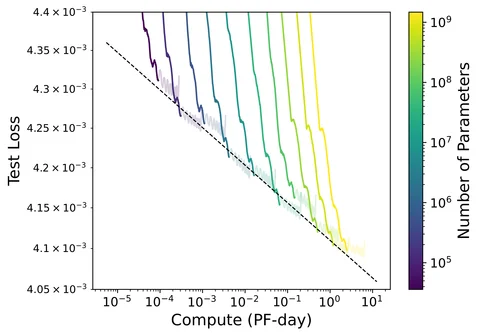 4.4 × 10⁻³
4.35 × 10⁻³
4.3 × 10⁻³
4.25 × 10⁻³
4.2 × 10⁻³
4.15 × 10⁻³
4.1 × 10⁻³
4.05 × 10⁻³
Test Loss
10⁻⁵ 10⁻⁴ 10⁻³ 10⁻² 10⁻¹ 10⁰ 10¹
Compute (PF-day)
10⁹
10⁸
10⁷
10⁶
10⁵
Number of Parameters